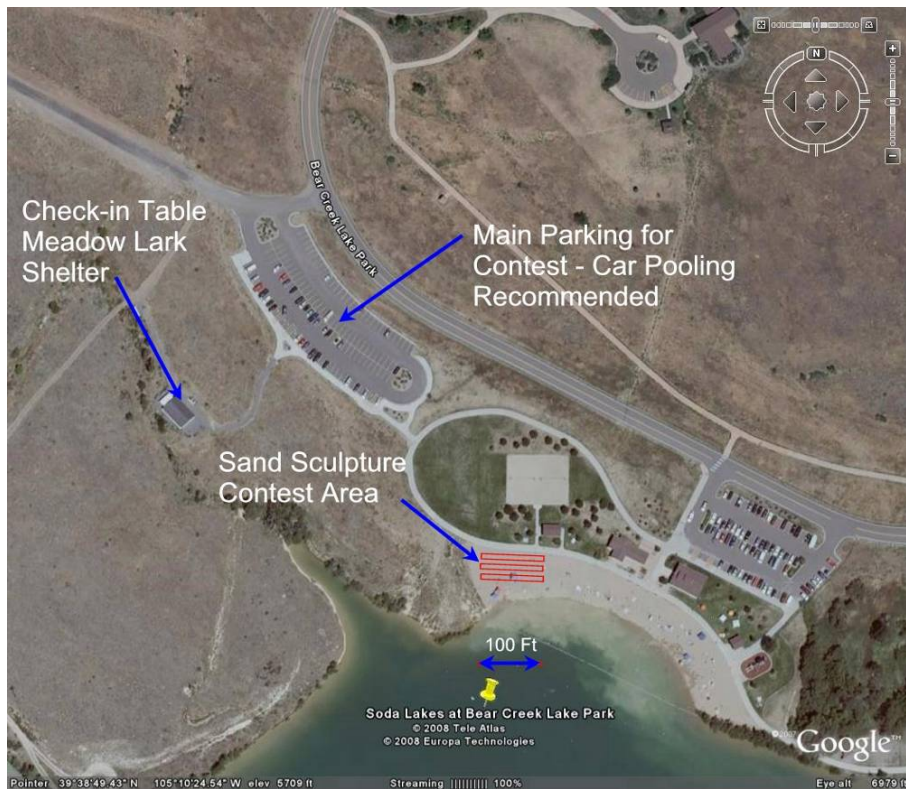 N
Bear Creek Lake Park
Check-in Table
Meadow Lark
Shelter
Main Parking for
Contest - Car Pooling
Recommended
Sand Sculpture
Contest Area
100 Ft
Soda Lakes at Bear Creek Lake Park
© 2008 Tele Atlas
© 2008 Europa Technologies
©2007 Google™
Pointer 39°38'49.43" N 105°10'24.54" W elev 5709 ft Streaming |||||||||| 100% Eye alt 6979 ft